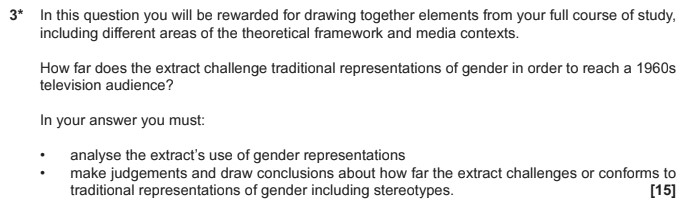 3* In this question you will be rewarded for drawing together elements from your full course of study,
including different areas of the theoretical framework and media contexts.
How far does the extract challenge traditional representations of gender in order to reach a 1960s
television audience?
In your answer you must:
• analyse the extract's use of gender representations
• make judgements and draw conclusions about how far the extract challenges or conforms to
traditional representations of gender including stereotypes. [15]